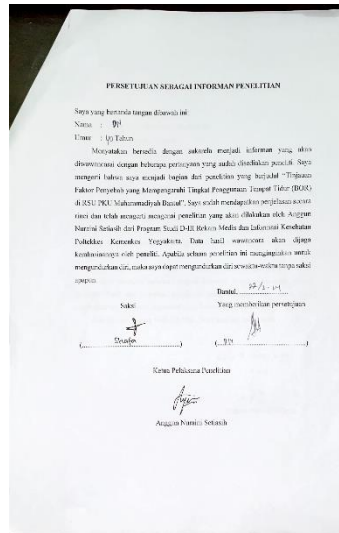 PERSETUJUAN SEBAGAI INFORMAN PENELITIAN
Saya yang bertanda tangan dibawah ini
Nama :
Umur : Tahun
Menyatakan bersedia dengan sukarela menjadi informan yang akan
diwawancarai dengan beberapa pertanyaan yang sudah disediakan peneliti. Saya
mengerti bahwa saya menjadi bagian dari penelitian yang berjudul "Tinjauan
Faktor Penyebab yang Mempengaruhi Tingkat Penggunaan Tempat Tidur (BOR)
di RSU PKU Muhammadiyah Bantul". Saya sudah mendapatkan penjelasan secara
rinci dan telah mengerti mengenai penelitian yang akan dilakukan oleh Anggun
Nuraini Setiasih dari Program Studi D-III Rekam Medis dan Informasi Kesehatan
Poltekkes Kemenkes Yogyakarta. Data hasil wawancara akan dijaga
kerahasiaannya oleh peneliti. Apabila selama penelitian ini menginginkan untuk
mengundurkan diri, maka saya dapat mengundurkan diri sewaktu-waktu tanpa saksi
apapun.
Bantul,
Saksi Yang memberikan persetujuan
Ketua Pelaksana Penelitian
Anggun Nuraini Setiasih